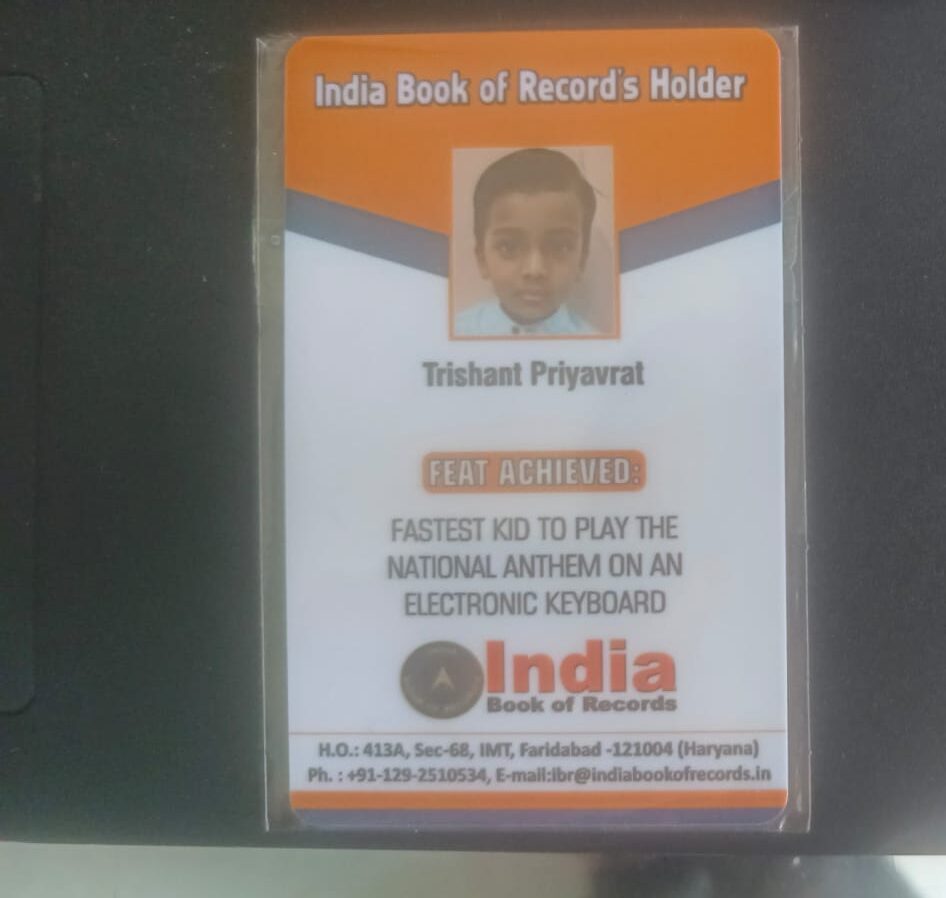 India Book of Record's Holder
Trishant Priyavrat
FEAT ACHIEVED:
FASTEST KID TO PLAY THE
NATIONAL ANTHEM ON AN
ELECTRONIC KEYBOARD
India
Book of Records
H.O.: 413A, Sec-68, IMT, Faridabad -121004 (Haryana)
Ph. : +91-129-2510534, E-mail:ibr@indiabookofrecords.in